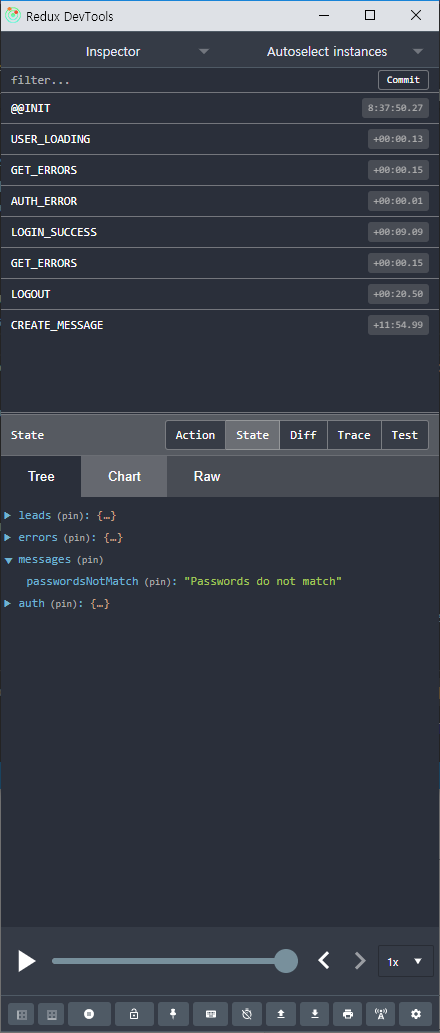 Redux DevTools
Inspector Autoselect instances
filter... Commit
@@INIT 8:37:50.27
USER_LOADING +00:00.13
GET_ERRORS +00:00.15
AUTH_ERROR +00:00.01
LOGIN_SUCCESS +00:09.09
GET_ERRORS +00:00.15
LOGOUT +00:20.50
CREATE_MESSAGE +11:54.99
State Action State Diff Trace Test
Tree Chart Raw
leads (pin): {…}
errors (pin): {…}
messages (pin)
passwordsNotMatch (pin): "Passwords do not match"
auth (pin): {…}
1x